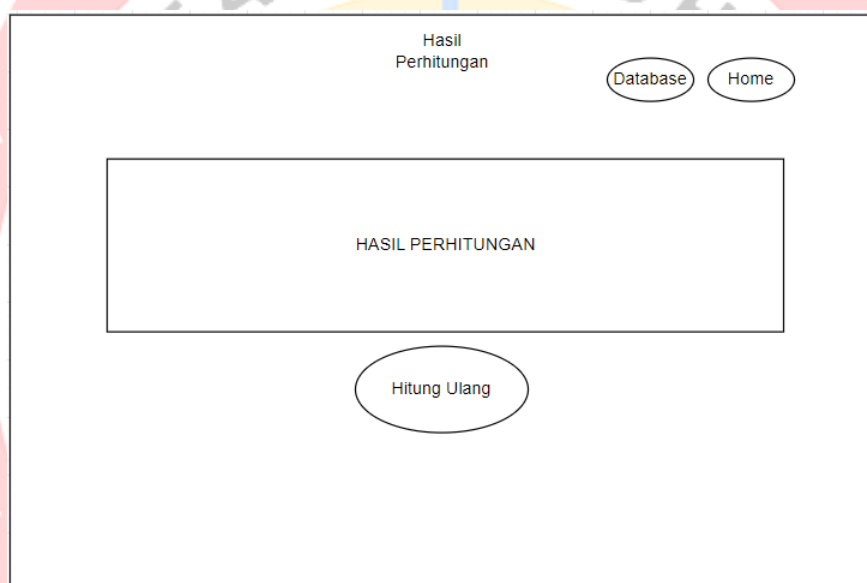 Hasil
Perhitungan
Database
Home
HASIL PERHITUNGAN
Hitung Ulang